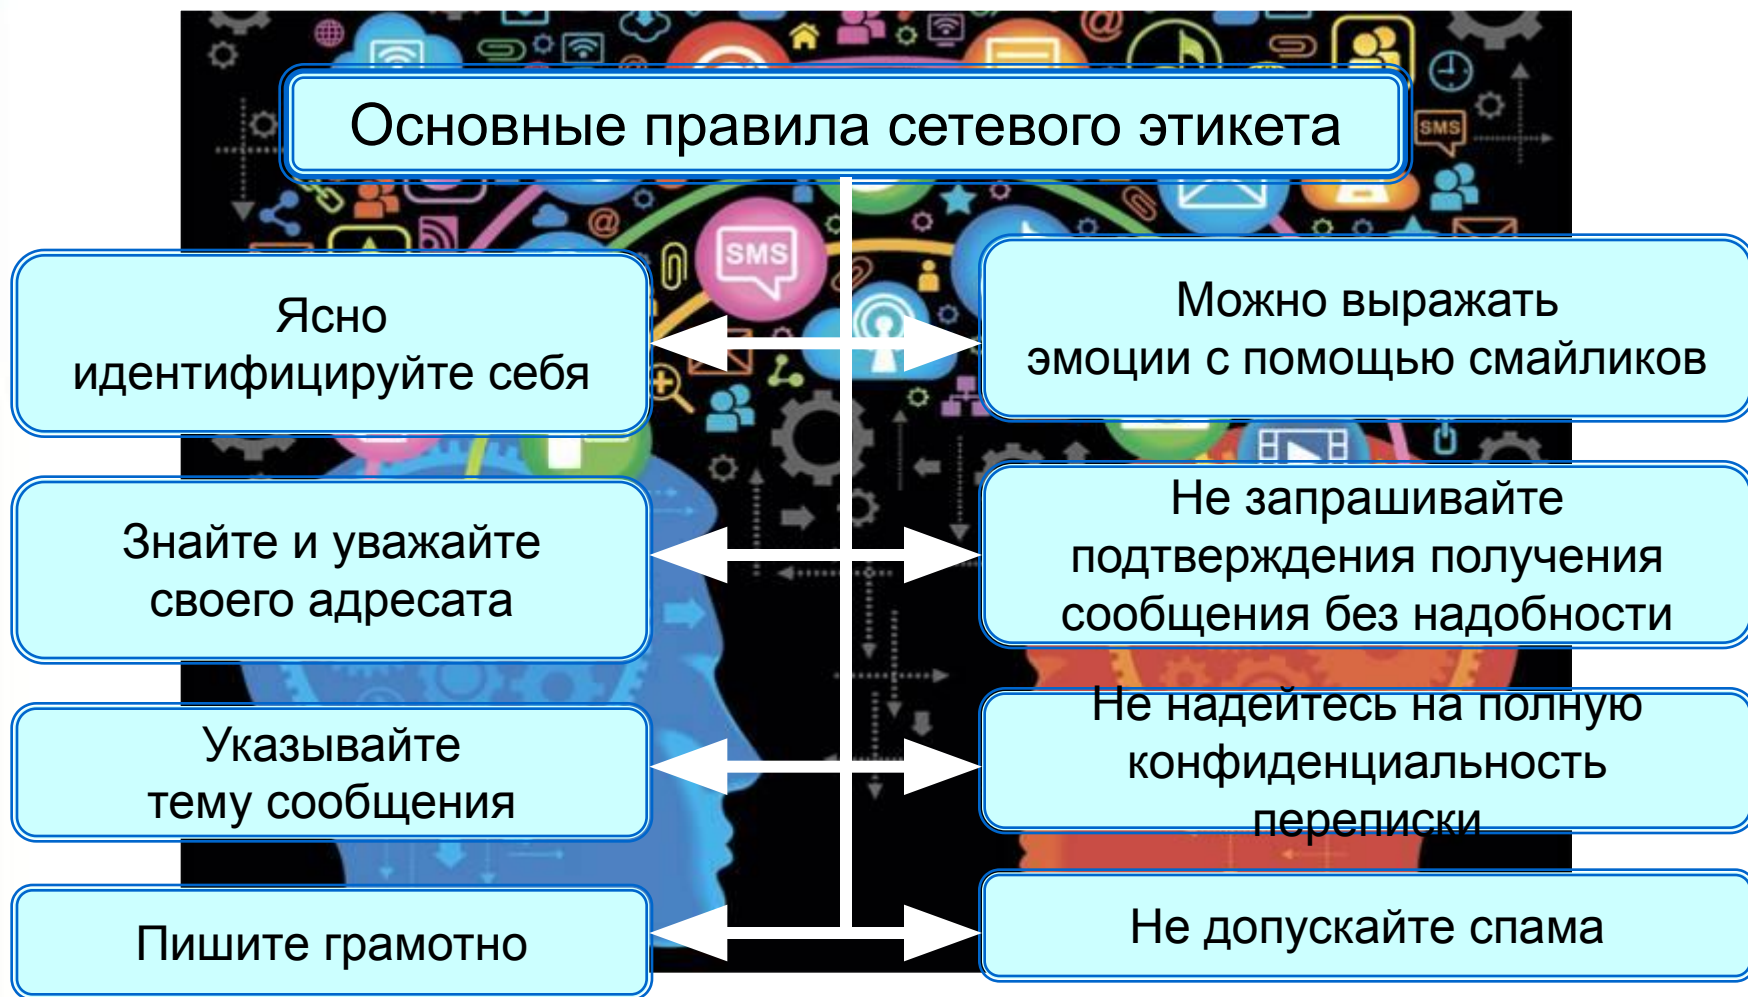 Основные правила сетевого этикета
SMS
SMS
Ясно
идентифицируйте себя
Можно выражать
эмоции с помощью смайликов
Знайте и уважайте
своего адресата
Не запрашивайте
подтверждения получения
сообщения без надобности
Указывайте
тему сообщения
Не надейтесь на полную
конфиденциальность
переписки
Пишите грамотно
Не допускайте спама